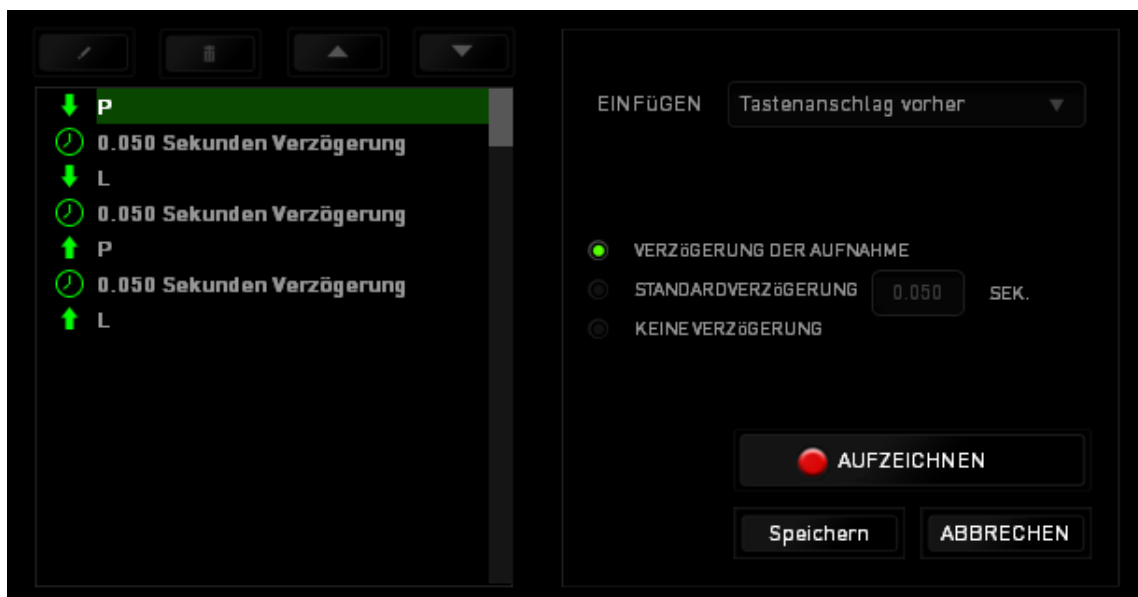 P
0.050 Sekunden Verzögerung
L
0.050 Sekunden Verzögerung
P
0.050 Sekunden Verzögerung
L
EINFüGEN Tastenanschlag vorher
VERZöGERUNG DER AUFNAHME
STANDARDVERZöGERUNG 0.050 SEK.
KEINE VERZöGERUNG
AUFZEICHNEN
Speichern ABBRECHEN